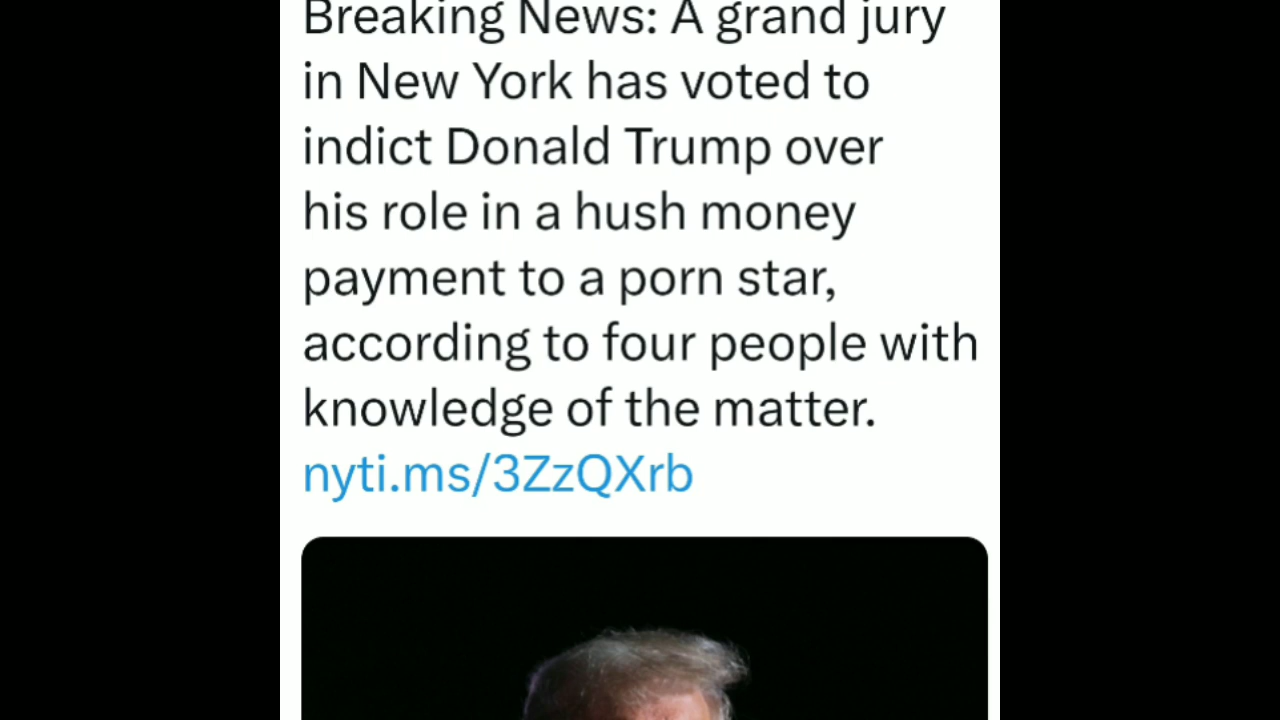 Breaking News: A grand jury
in New York has voted to
indict Donald Trump over
his role in a hush money
payment to a porn star,
according to four people with
knowledge of the matter.
nyti.ms/3ZzQXrb